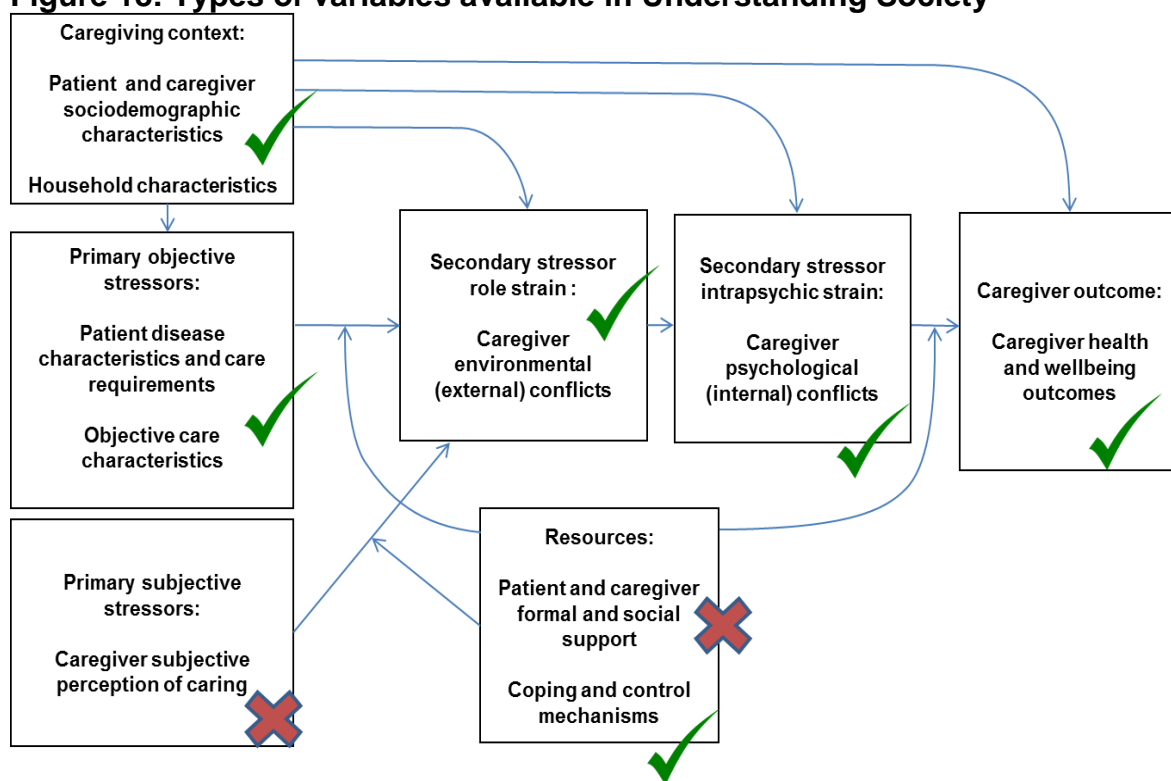 Types of variables available in Understanding Society
Caregiving context:
Patient and caregiver
sociodemographic
characteristics
Household characteristics
Primary objective
stressors:
Patient disease
characteristics and care
requirements
Objective care
characteristics
Primary subjective
stressors:
Caregiver subjective
perception of caring
Secondary stressor
role strain :
Caregiver
environmental
(external) conflicts
Secondary stressor
intrapsychic strain:
Caregiver
psychological
(internal) conflicts
Caregiver outcome:
Caregiver health
and wellbeing
outcomes
Resources:
Patient and caregiver
formal and social
support
Coping and control
mechanisms